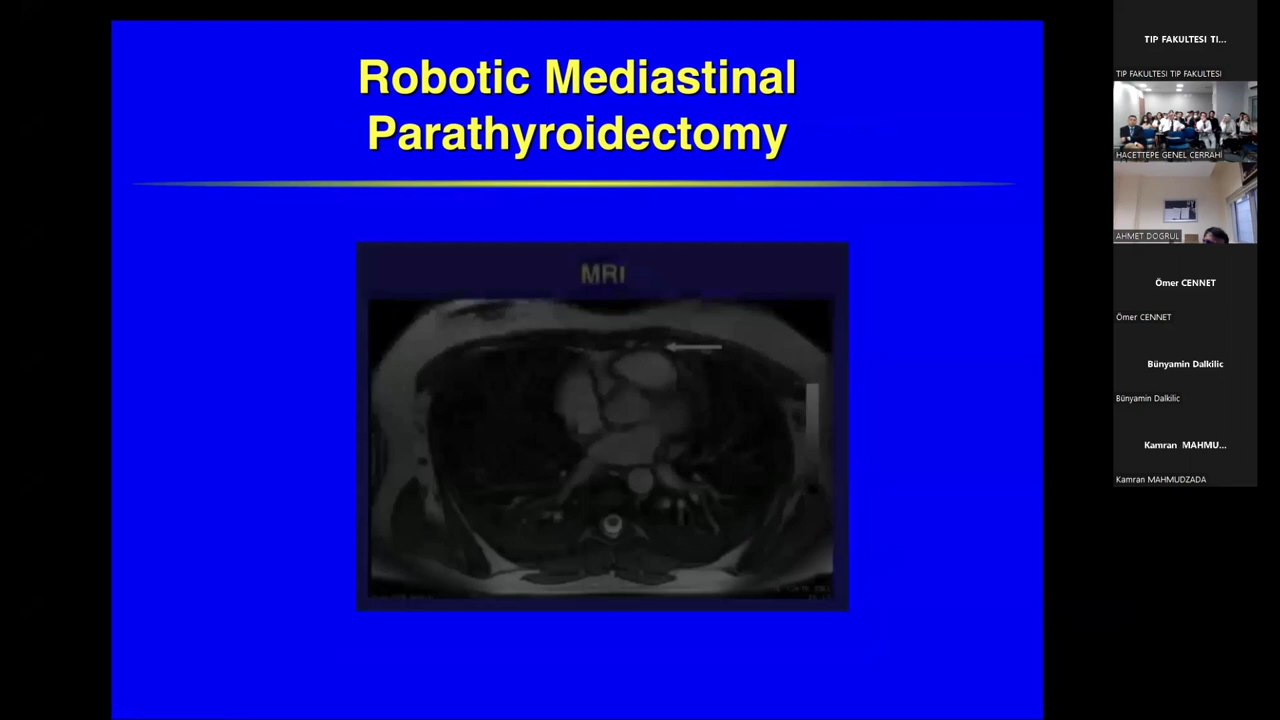 Robotic Mediastinal
Parathyroidectomy
MRI
TIP FAKULTESI TI...
TIP FAKULTESI TIP FAKULTESI
HACETTEPE GENEL CERRAHİ
AHMET DOGRUL
Ömer CENNET
Ömer CENNET
Bünyamin Dalkilic
Bünyamin Dalkilic
Kamran MAHMU...
Kamran MAHMUDZADA